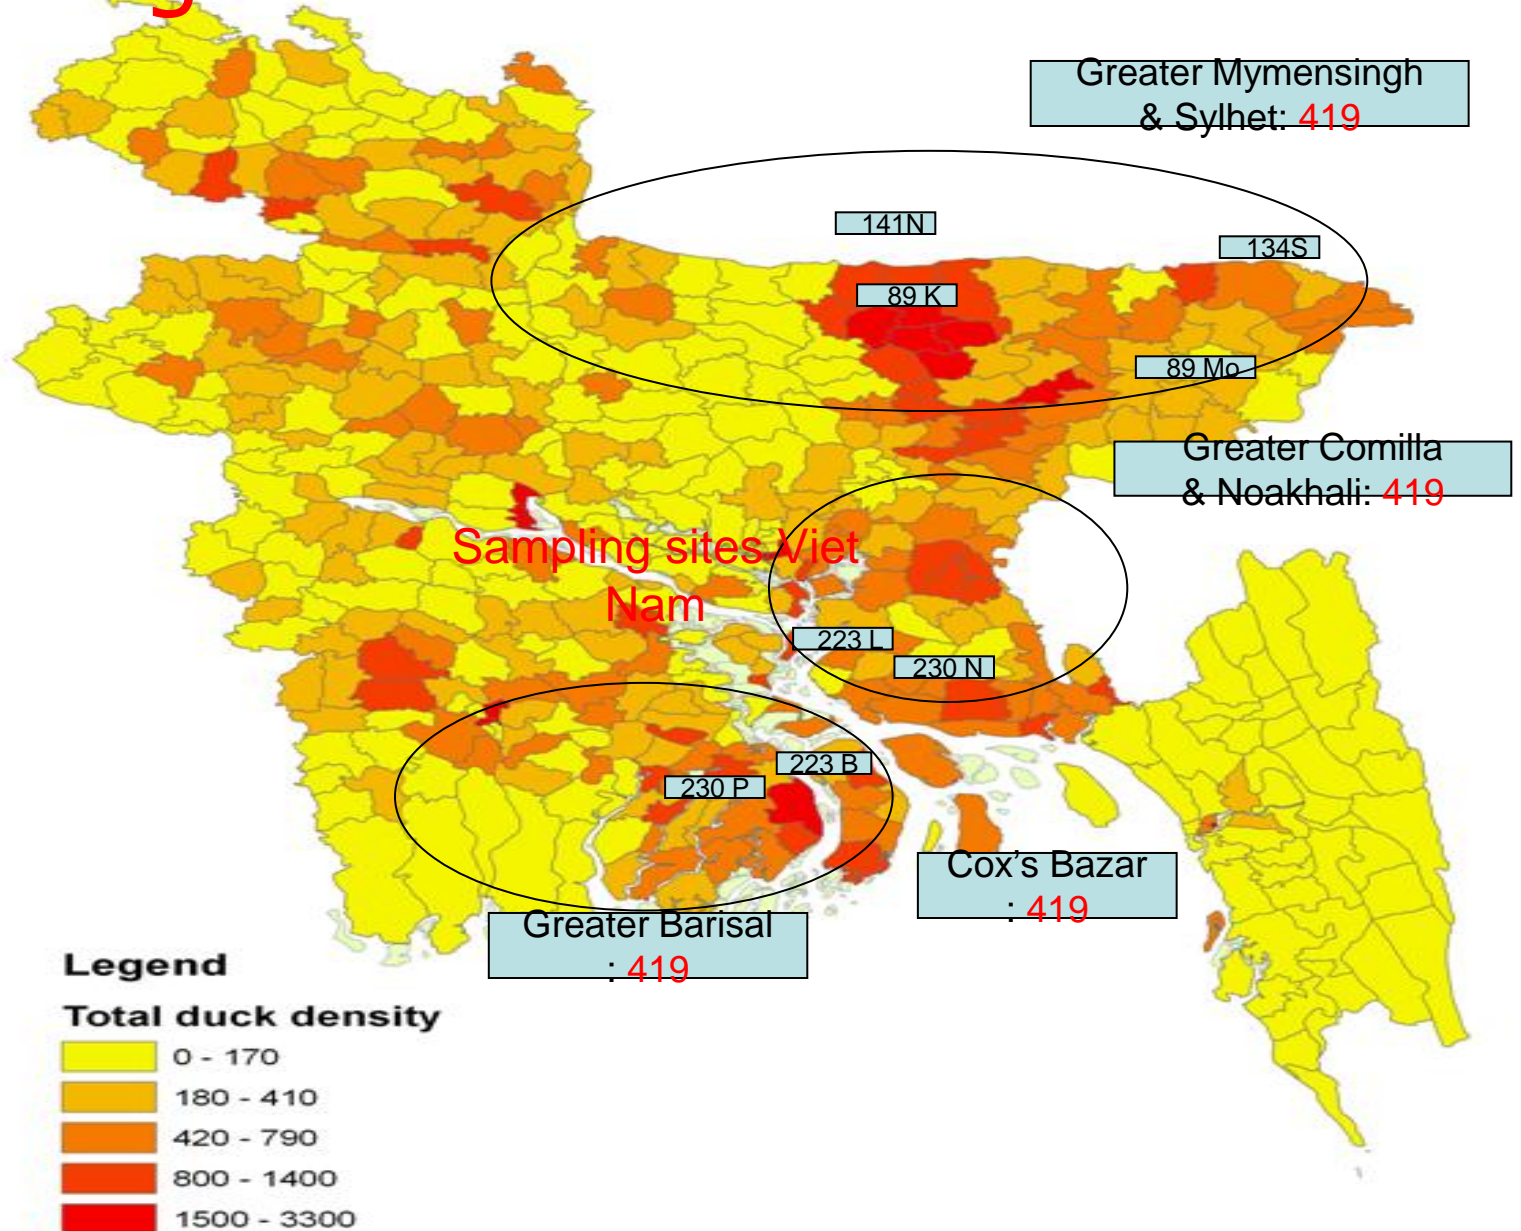 g
Greater Mymensingh
& Sylhet: 419
141N
134S
89 K
89 Mo
Greater Comilla
& Noakhali: 419
Sampling sites Viet
Nam
223 L
230 N
223 B
230 P
Cox’s Bazar
: 419
Greater Barisal
: 419
Legend
Total duck density
0 - 170
180 - 410
420 - 790
800 - 1400
1500 - 3300